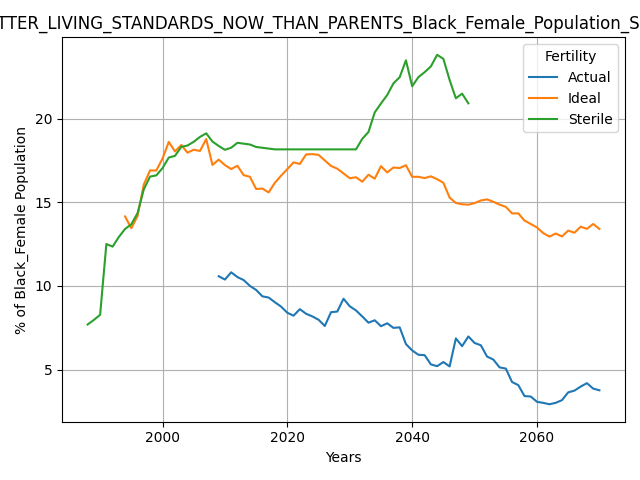 TTER_LIVING_STANDARDS_NOW_THAN_PARENTS_Black_Female_Population_S
Fertility
Actual
Ideal
Sterile
% of Black_Female Population
20
15
10
5
2000 2020 2040 2060
Years